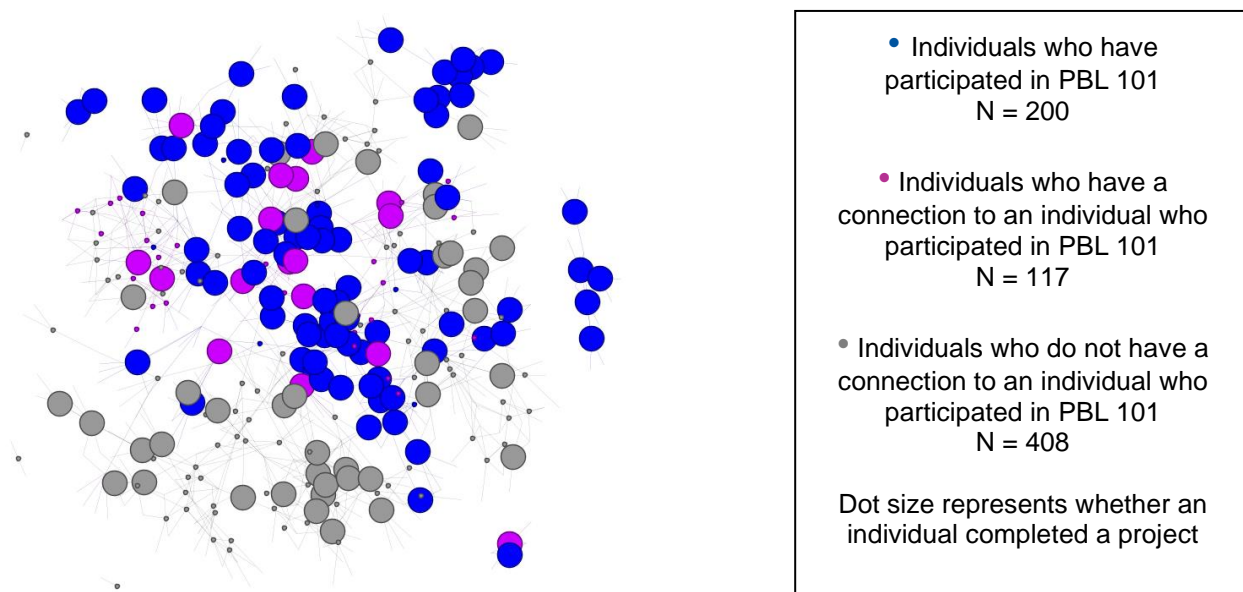 • Individuals who have
participated in PBL 101
N = 200
• Individuals who have a
connection to an individual who
participated in PBL 101
N = 117
• Individuals who do not have a
connection to an individual who
participated in PBL 101
N = 408
Dot size represents whether an
individual completed a project